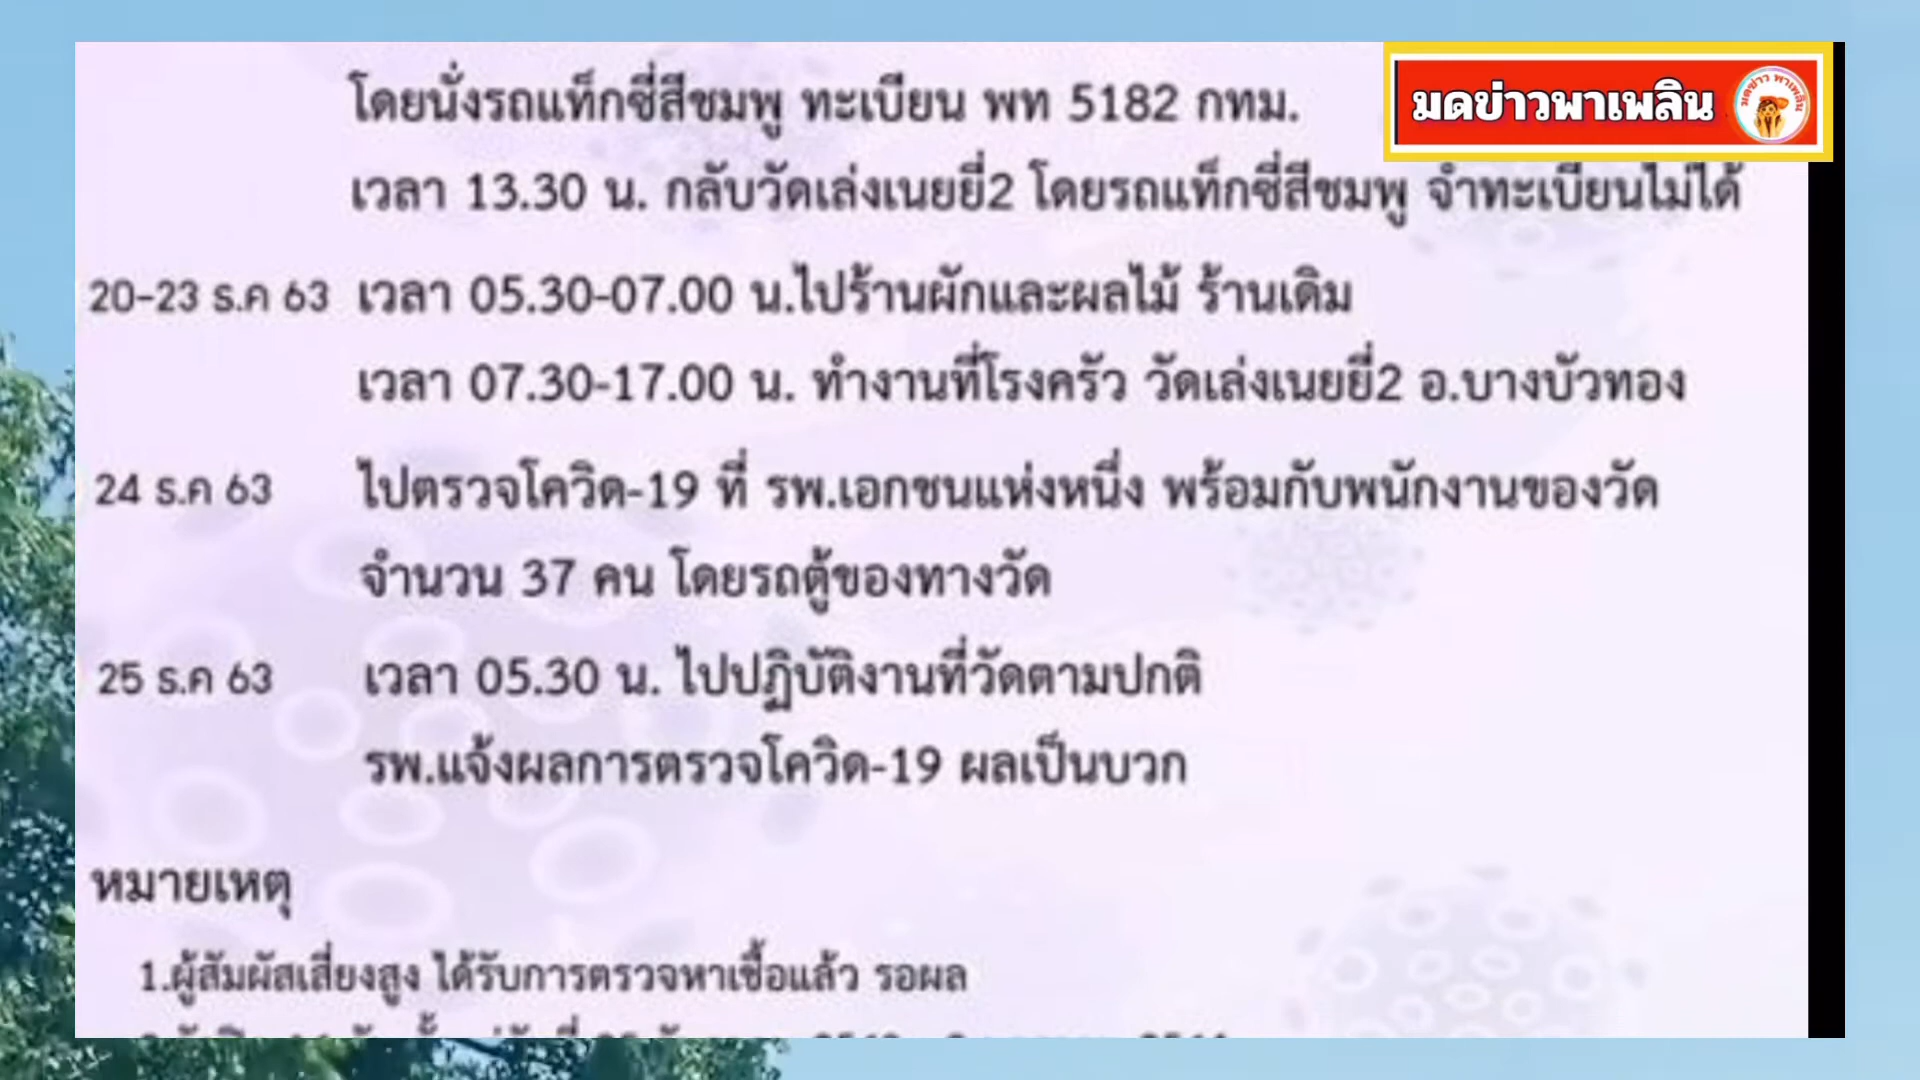 โดยนั่งรถแท็กซี่สีชมพู ทะเบียน พท 5182 กทม.
มดข่าวพาเพลิน
มดข่าว พาเพลิน
เวลา 13.30 น. กลับวัดเล่งเนยยี่2 โดยรถแท็กซี่สีชมพู จำทะเบียนไม่ได้
20-23 ธ.ค 63 เวลา 05.30-07.00 น.ไปร้านผักและผลไม้ ร้านเดิม
เวลา 07.30-17.00 น. ทำงานที่โรงครัว วัดเล่งเนยยี่2 อ.บางบัวทอง
24 ธ.ค 63 ไปตรวจโควิด-19 ที่ รพ.เอกชนแห่งหนึ่ง พร้อมกับพนักงานของวัด
จำนวน 37 คน โดยรถตู้ของทางวัด
25 ธ.ค 63 เวลา 05.30 น. ไปปฏิบัติงานที่วัดตามปกติ
รพ.แจ้งผลการตรวจโควิด-19 ผลเป็นบวก
หมายเหตุ
1.ผู้สัมผัสเสี่ยงสูง ได้รับการตรวจหาเชื้อแล้ว รอผล